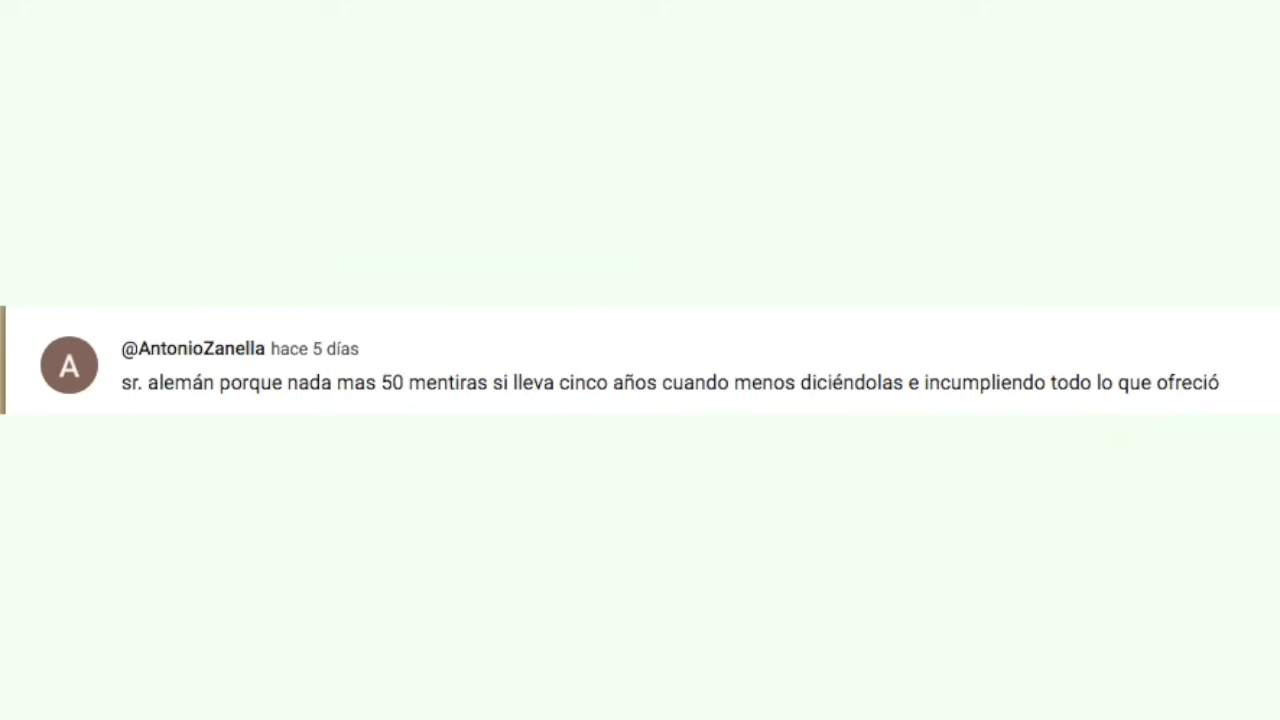 A
@AntonioZanella hace 5 días
sr. alemán porque nada mas 50 mentiras si lleva cinco años cuando menos diciéndolas e incumpliendo todo lo que ofreció